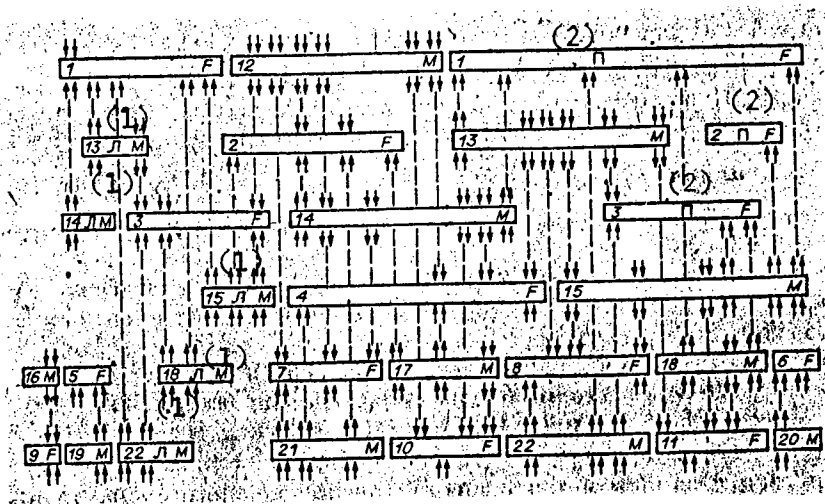 (2)
1 F 12 M 1 П F
(1) (2)
13 Л M 2 F 13 M 2 П F
(1) (2)
14 Л M 3 F 14 M 3 П F
(1)
15 Л M 4 F 15 M
(1)
16 M 5 F 18 Л M 7 F 17 M 8 F 18 M 6 F
(1)
9 F 19 M 22 Л M 21 M 10 F 22 M 11 F 20 M